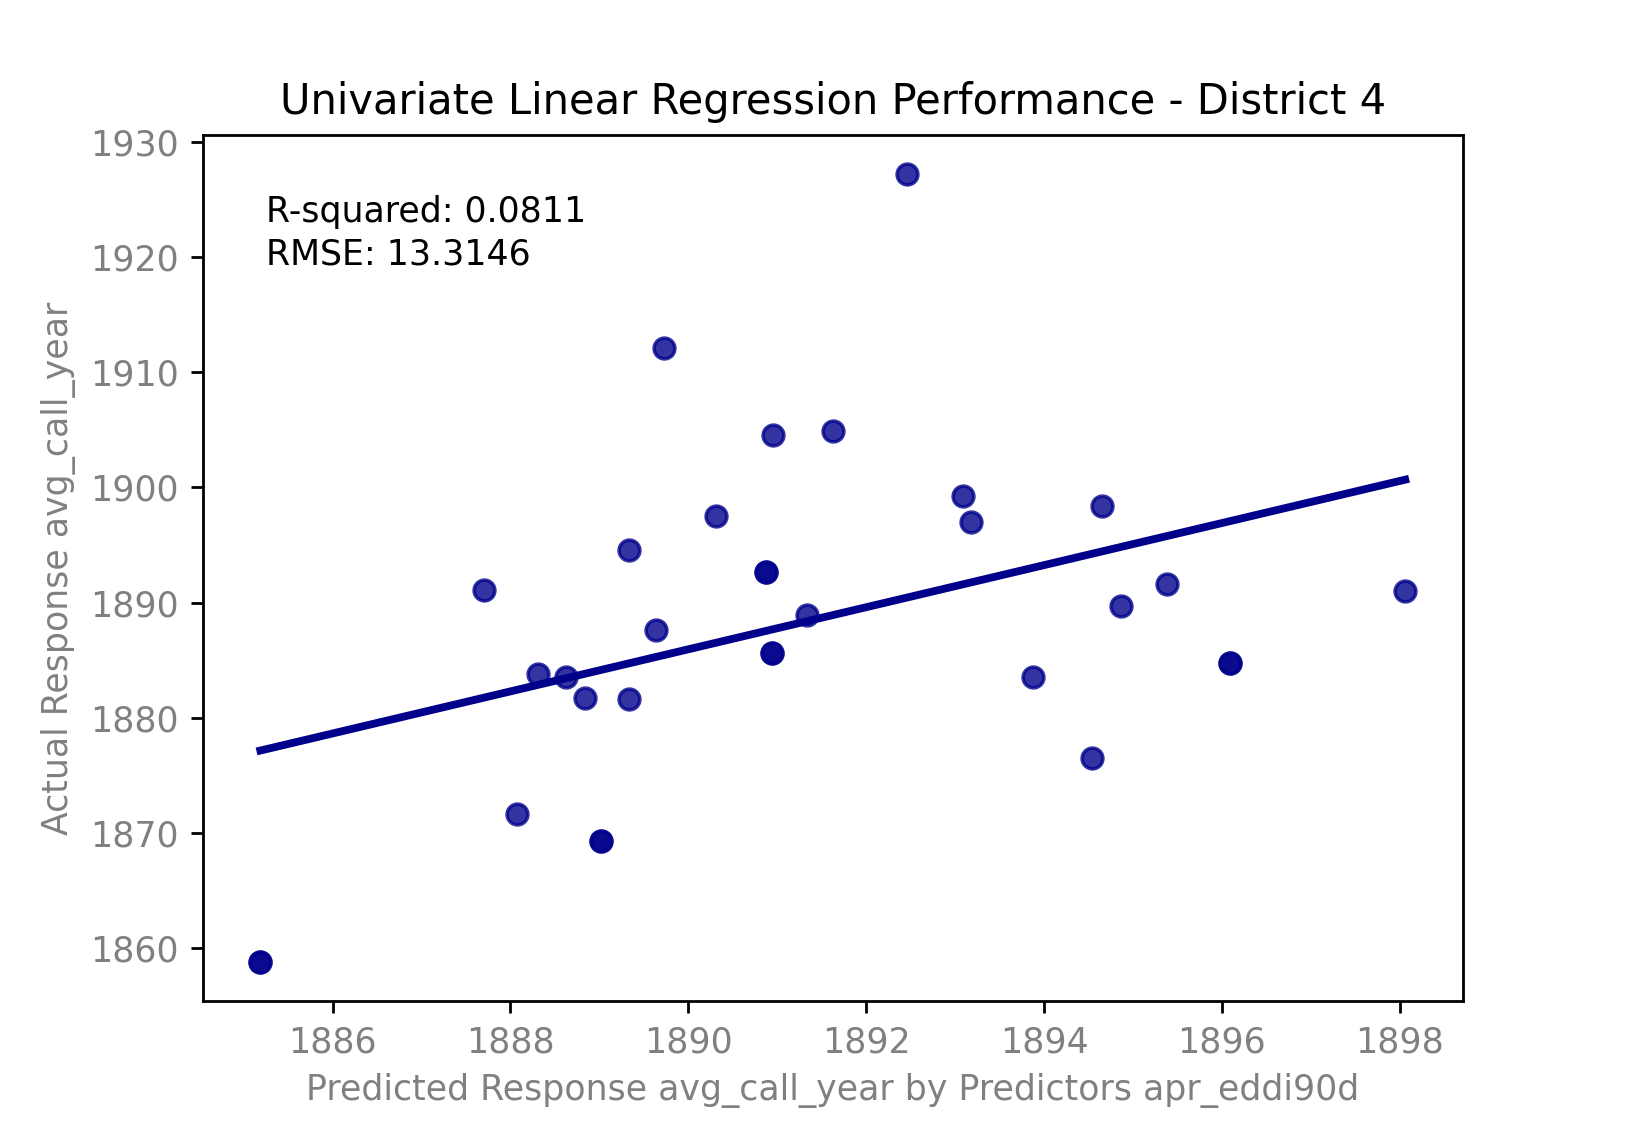 Univariate Linear Regression Performance - District 4
R-squared: 0.0811
RMSE: 13.3146
Actual Response avg_call_year
1930
1920
1910
1900
1890
1880
1870
1860
1886 1888 1890 1892 1894 1896 1898
Predicted Response avg_call_year by Predictors apr_eddi90d